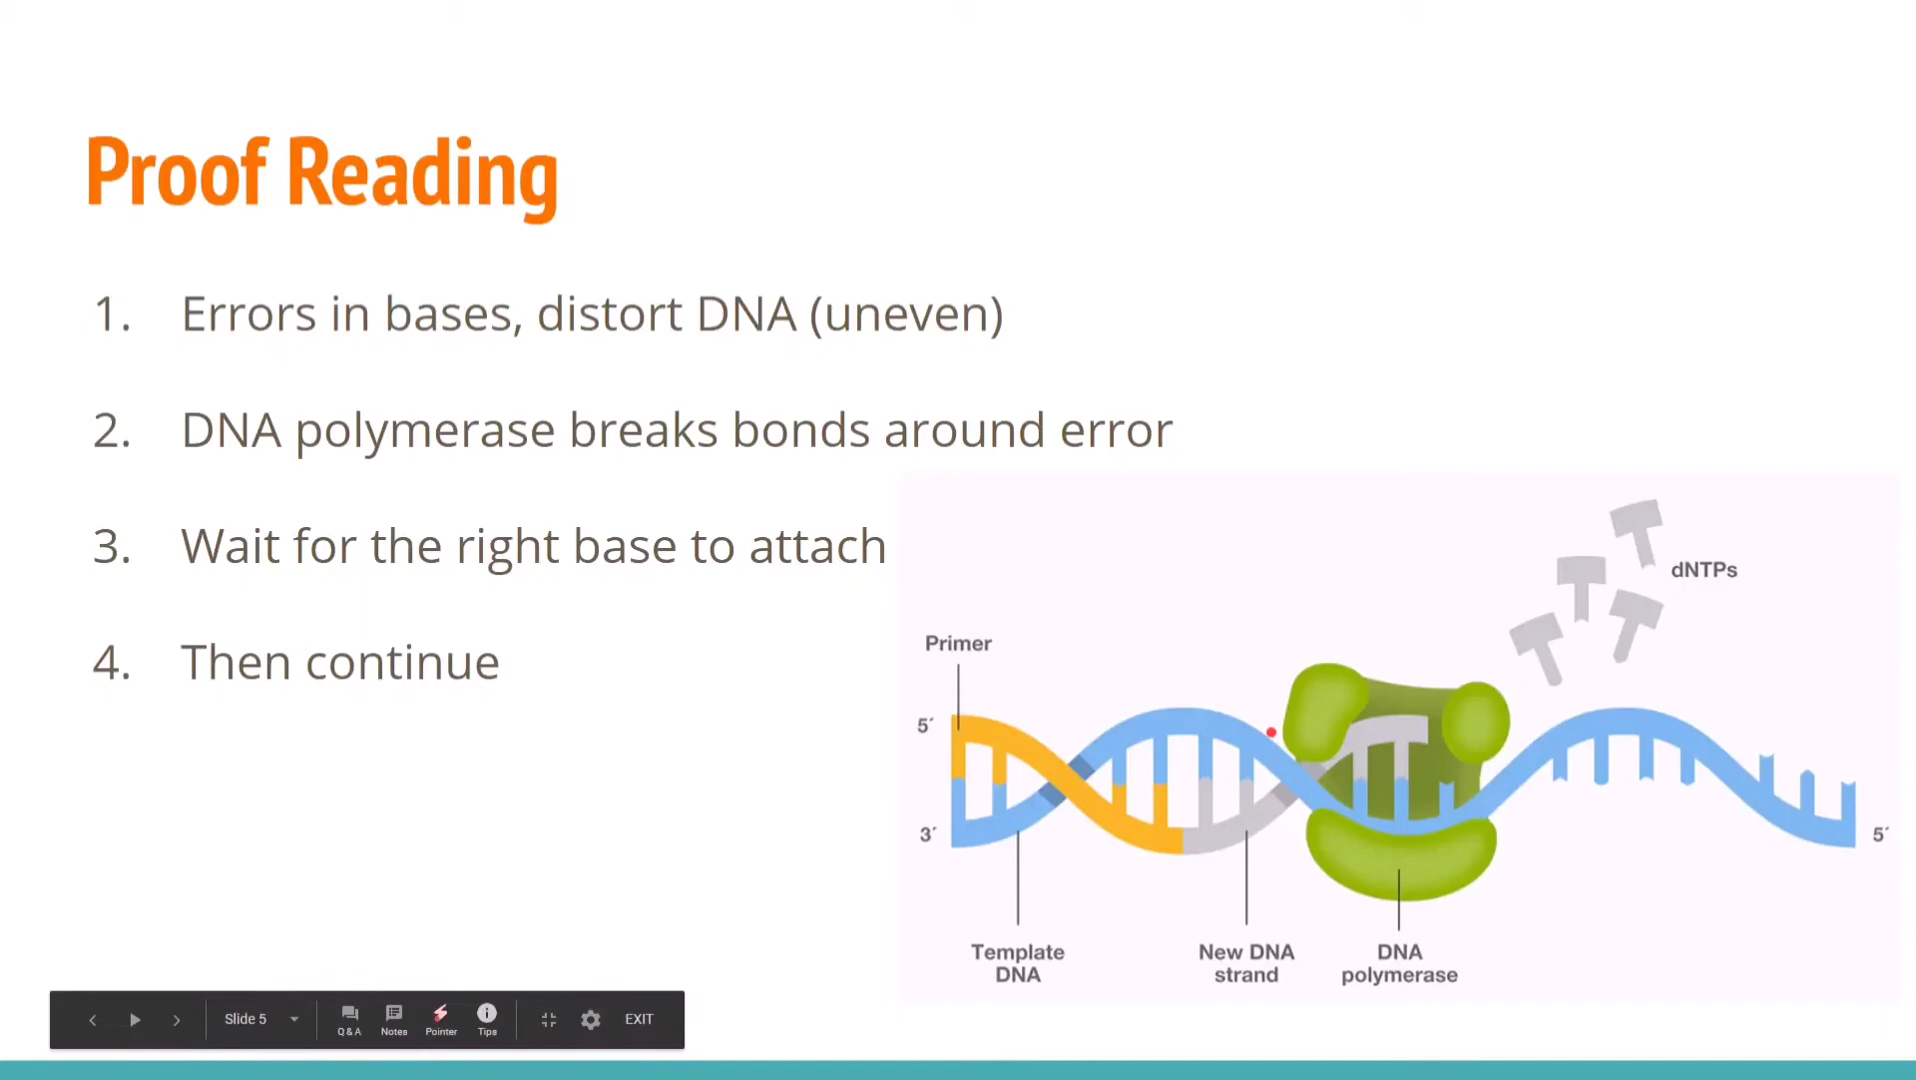 Proof Reading
1. Errors in bases, distort DNA (uneven)
2. DNA polymerase breaks bonds around error
3. Wait for the right base to attach
4. Then continue
dNTPs
Primer
5´
3´
5´
Template
DNA
New DNA
strand
DNA
polymerase
Slide 5
Q & A
Notes
Pointer
Tips
EXIT